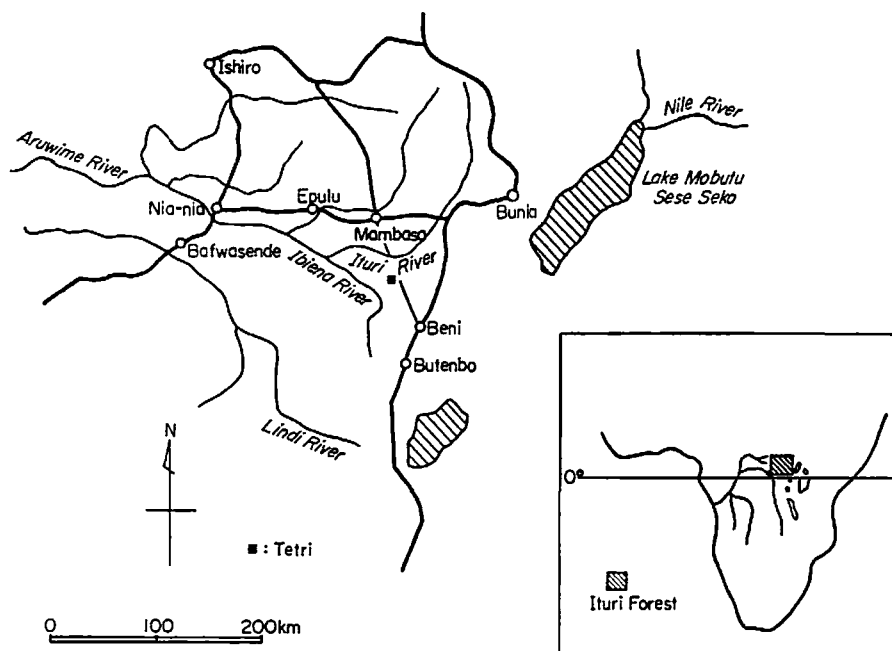 Ishiro
Nile River
Aruwime River
Lake Mobutu
Sese Seko
Epulu
Nia-nia
Bunia
Mambasa
Bafwasende
Ituri River
Ibiena River
Beni
Butenbo
Lindi River
N
0°
■ : Tetri
Ituri Forest
0 100 200km